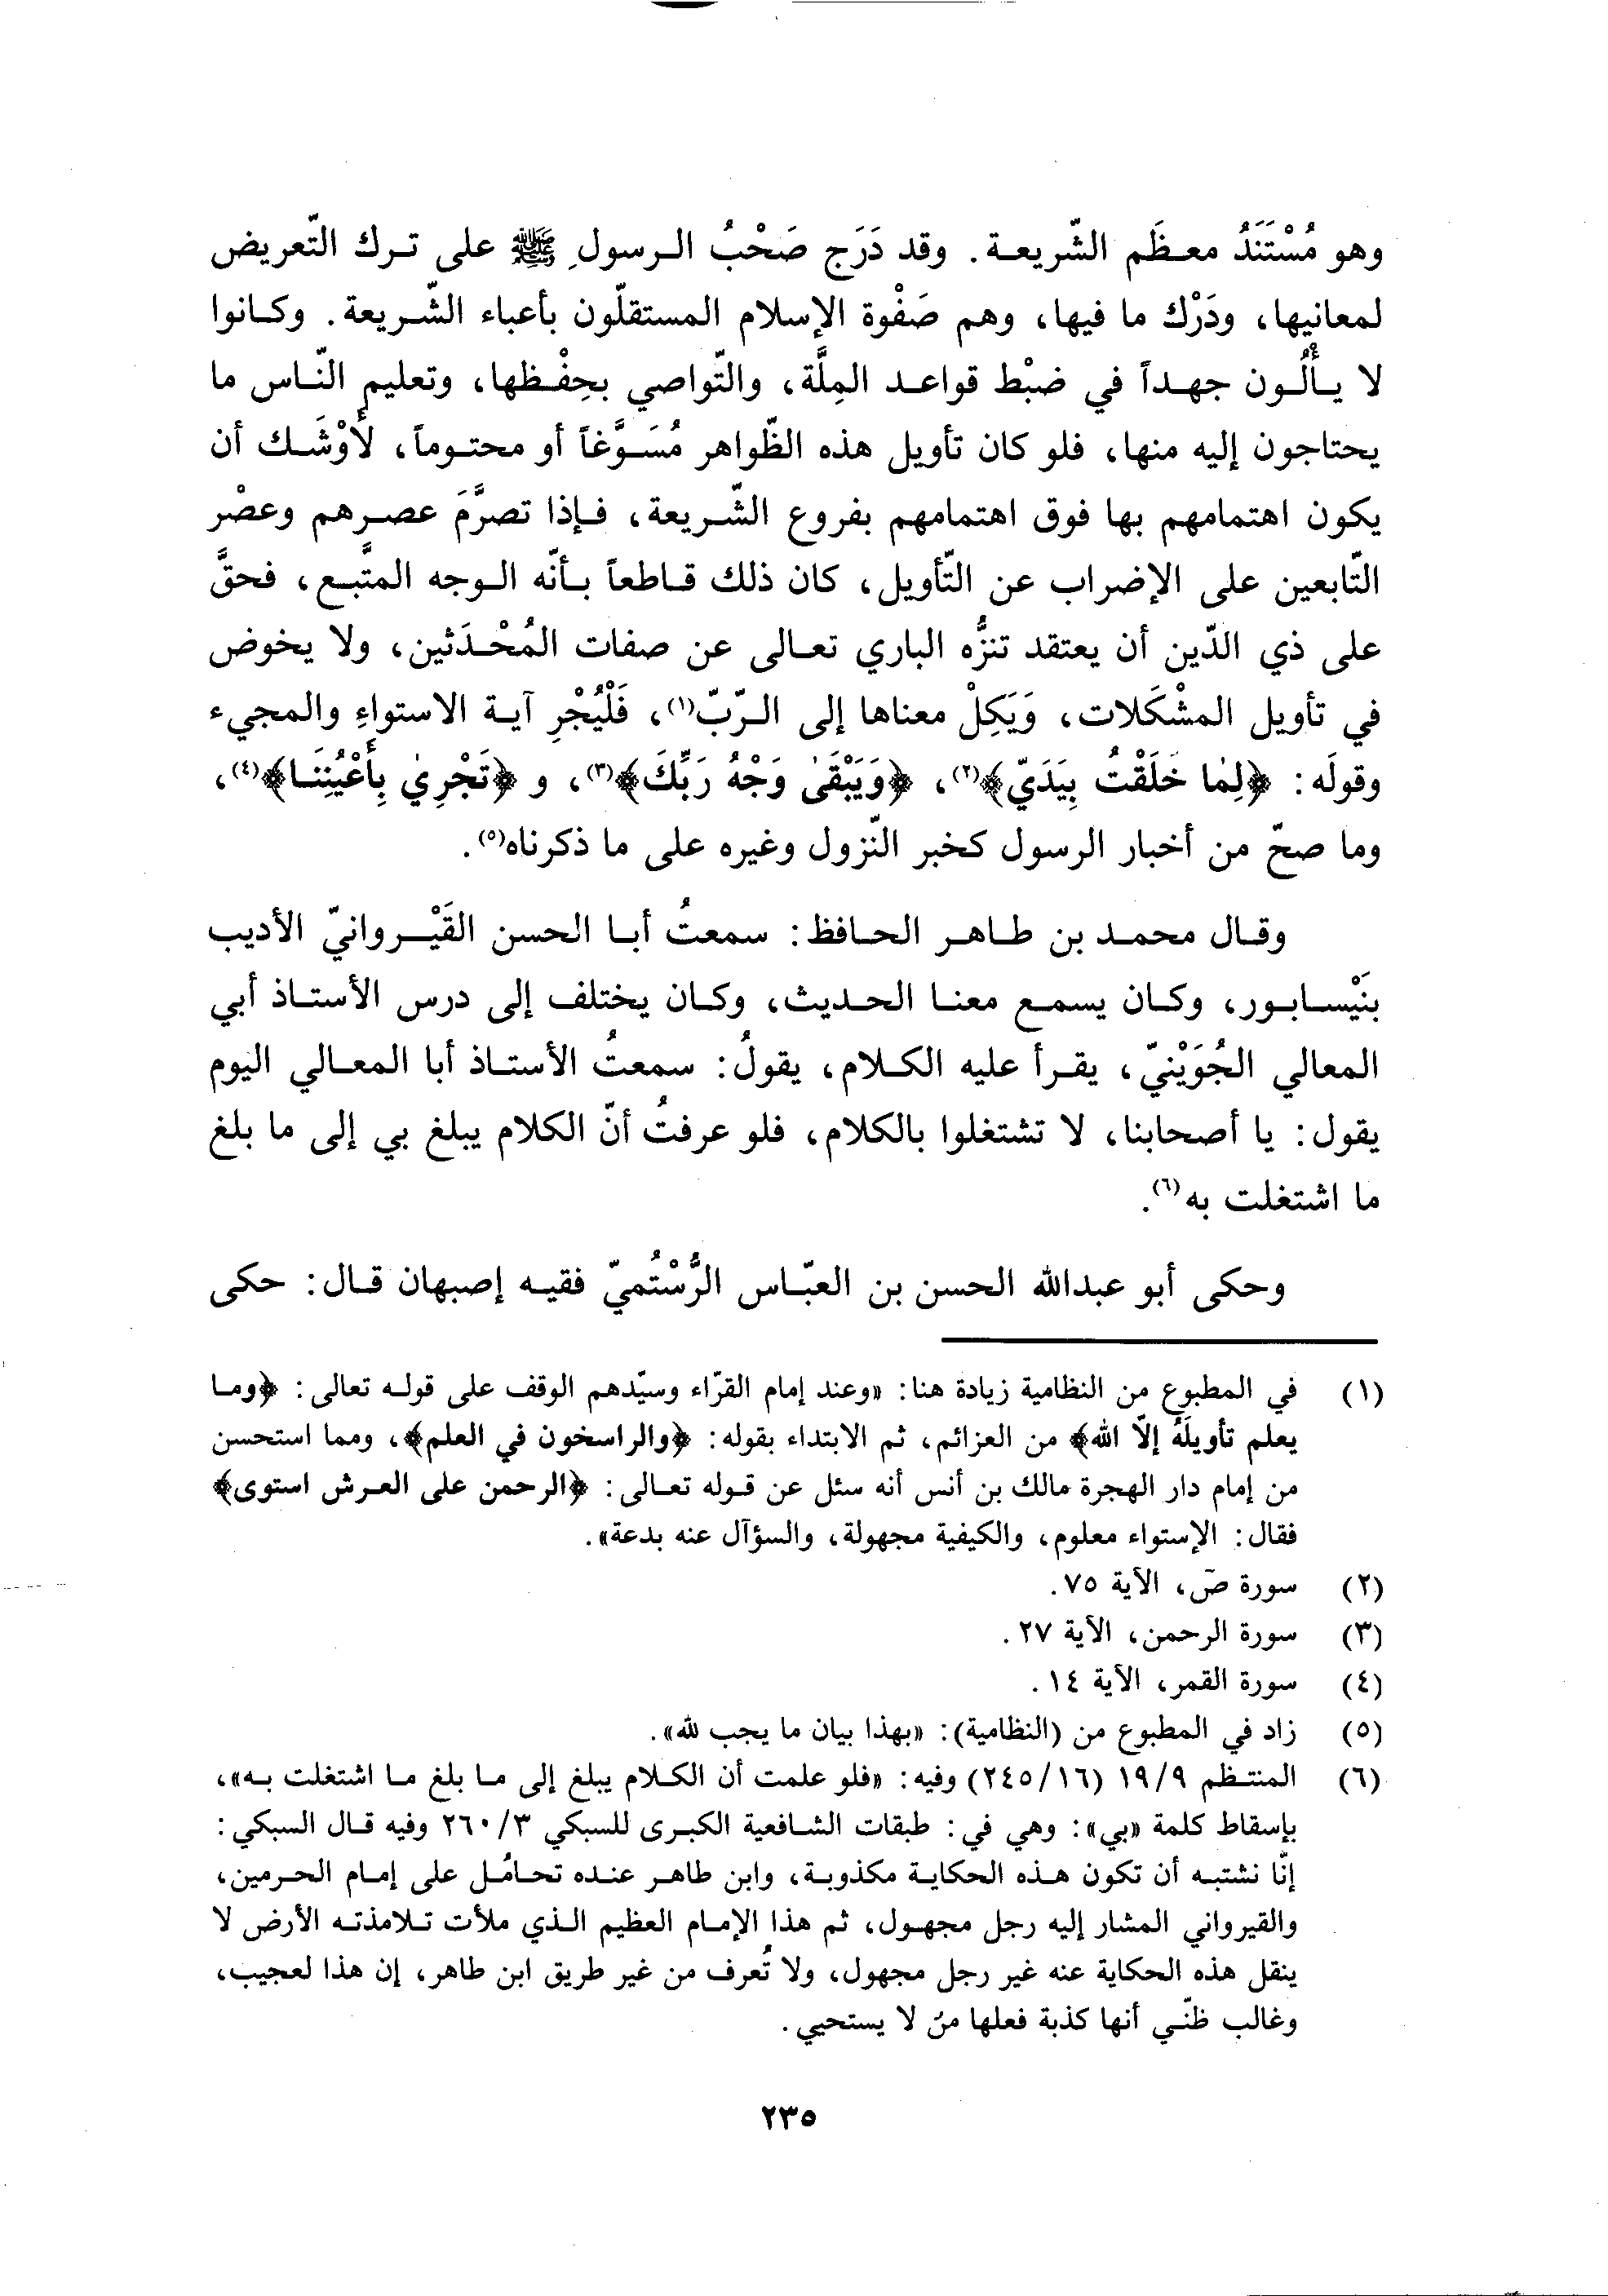 وهو مُسْتَنَدُ معظَم الشّريعة. وقد دَرَج صَحْبُ الرسولِ ﷺ على ترك التّعريض
لمعانيها، ودَرْك ما فيها، وهم صَفْوة الإسلام المستقلّون بأعباء الشّريعة. وكانوا
لا يألُون جهداً في ضبْط قواعد المِلَّة، والتّواصي بحِفْظها، وتعليم النّاس ما
يحتاجون إليه منها، فلو كان تأويل هذه الظّواهر مُسَوَّغاً أو محتوماً، لأَوْشَك أن
يكون اهتمامهم بها فوق اهتمامهم بفروع الشّريعة، فإذا تصرَّمَ عصرهم وعصْر
التّابعين على الإضراب عن التّأويل، كان ذلك قاطعاً بأنّه الوجه المتَّبع، فحقَّ
على ذي الدّين أن يعتقد تنزُّه الباري تعالى عن صفات المُحْدَثين، ولا يخوض
في تأويل المشْكَلات، وَيَكِلْ معناها إلى الرّبّ(١)، فَلْيُجْرِ آية الاستواءِ والمجيء
وقولَه: ﴿لِمٰا خَلَقْتُ بِيَدَيّ﴾(٢)، ﴿وَيَبْقَىٰ وَجْهُ رَبِّكَ﴾(٣)، و ﴿تَجْرِيٰ بِأَعْيُنِنَا﴾(٤)،
وما صحّ من أخبار الرسول كخبر النّزول وغيره على ما ذكرناه(٥).
وقال محمد بن طاهر الحافظ: سمعتُ أبا الحسن القَيْروانيّ الأديب
بنَيْسابور، وكان يسمع معنا الحديث، وكان يختلف إلى درس الأستاذ أبي
المعالي الجُوَيْنيّ، يقرأ عليه الكلام، يقولُ: سمعتُ الأستاذ أبا المعالي اليوم
يقول: يا أصحابنا، لا تشتغلوا بالكلام، فلو عرفتُ أنّ الكلام يبلغ بي إلى ما بلغ
ما اشتغلت به(٦).
وحكى أبو عبدالله الحسن بن العبّاس الرُّسْتُميّ فقيه إصبهان قال: حكى
(١) في المطبوع من النظامية زيادة هنا: «وعند إمام القرّاء وسيّدهم الوقف على قوله تعالى: ﴿وما
يعلم تأويلَهُ إلّا الله﴾ من العزائم، ثم الابتداء بقوله: ﴿والراسخون في العلم﴾، ومما استحسن
من إمام دار الهجرة مالك بن أنس أنه سئل عن قوله تعالى: ﴿الرحمن على العرش استوى﴾
فقال: الإستواء معلوم، والكيفية مجهولة، والسؤآل عنه بدعة».
(٢) سورة صۤ، الآية ٧٥.
(٣) سورة الرحمن، الآية ٢٧.
(٤) سورة القمر، الآية ١٤.
(٥) زاد في المطبوع من (النظامية): «بهذا بيان ما يجب لله».
(٦) المنتظم ١٩/٩ (٢٤٥/١٦) وفيه: «فلو علمت أن الكلام يبلغ إلى ما بلغ ما اشتغلت به»،
بإسقاط كلمة «بي»: وهي في: طبقات الشافعية الكبرى للسبكي ٢٦٠/٣ وفيه قال السبكي:
إنّا نشتبه أن تكون هذه الحكاية مكذوبة، وابن طاهر عنده تحامُل على إمام الحرمين،
والقيرواني المشار إليه رجل مجهول، ثم هذا الإمام العظيم الذي ملأت تلامذته الأرض لا
ينقل هذه الحكاية عنه غير رجل مجهول، ولا تُعرف من غير طريق ابن طاهر، إن هذا لعجيب،
وغالب ظنّي أنها كذبة فعلها منْ لا يستحيي.
٢٣٥